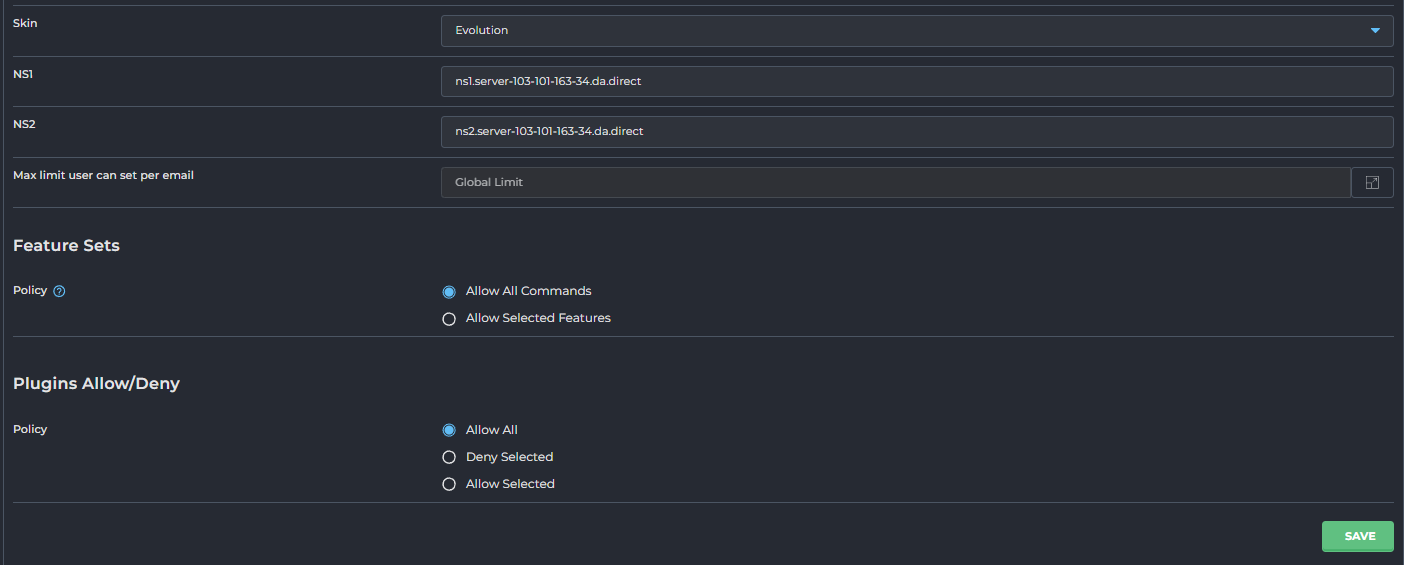 Skin
Evolution
NS1
ns1.server-103-101-163-34.da.direct
NS2
ns2.server-103-101-163-34.da.direct
Max limit user can set per email
Global Limit
Feature Sets
Policy ?
Allow All Commands
Allow Selected Features
Plugins Allow/Deny
Policy
Allow All
Deny Selected
Allow Selected
SAVE